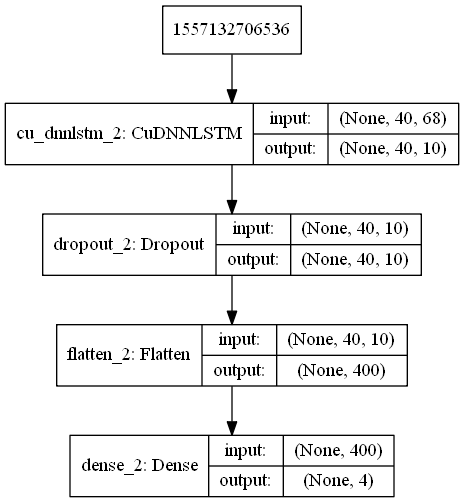 1557132706536
cu_dnnlstm_2: CuDNNLSTM
input: (None, 40, 68)
output: (None, 40, 10)
dropout_2: Dropout
input: (None, 40, 10)
output: (None, 40, 10)
flatten_2: Flatten
input: (None, 40, 10)
output: (None, 400)
dense_2: Dense
input: (None, 400)
output: (None, 4)